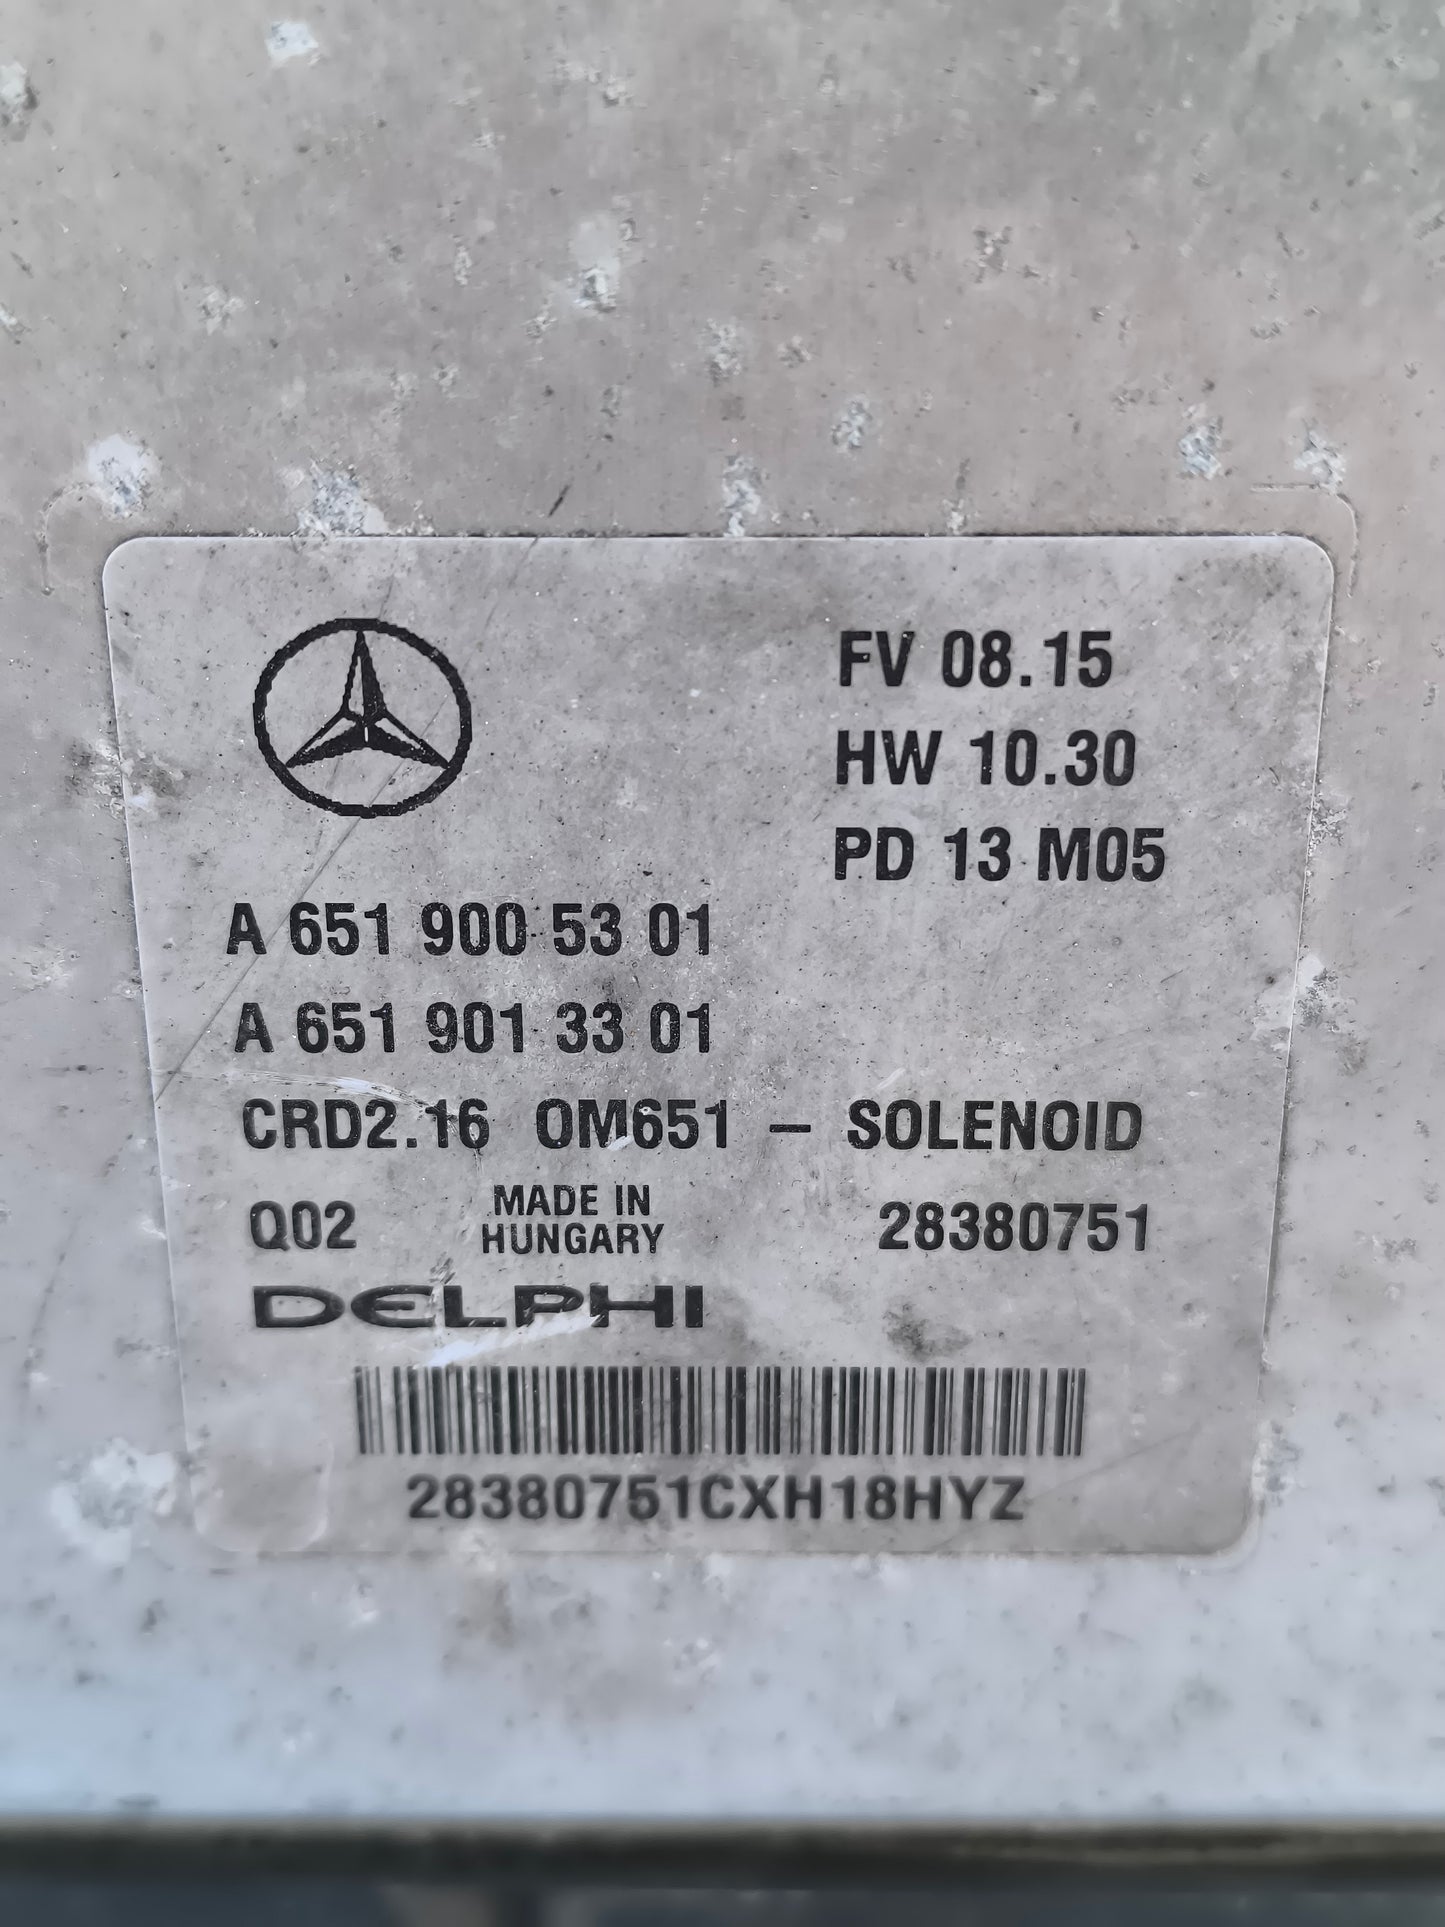 FV 08.15
HW 10.30
PD 13 M05
A 651 900 53 01
A 651 901 33 01
CRD2.16 OM651 – SOLENOID
Q02 MADE IN HUNGARY 28380751
DELPHI
28380751CXH18HYZ